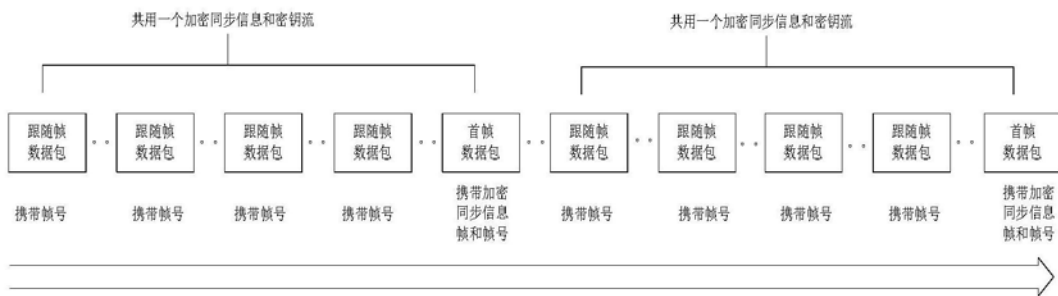 共用一个加密同步信息和密钥流
共用一个加密同步信息和密钥流
跟随帧
数据包
跟随帧
数据包
跟随帧
数据包
跟随帧
数据包
首帧
数据包
跟随帧
数据包
跟随帧
数据包
跟随帧
数据包
跟随帧
数据包
首帧
数据包
携带帧号
携带帧号
携带帧号
携带帧号
携带加密
同步信息
帧和帧号
携带帧号
携带帧号
携带帧号
携带帧号
携带加密
同步信息
帧和帧号